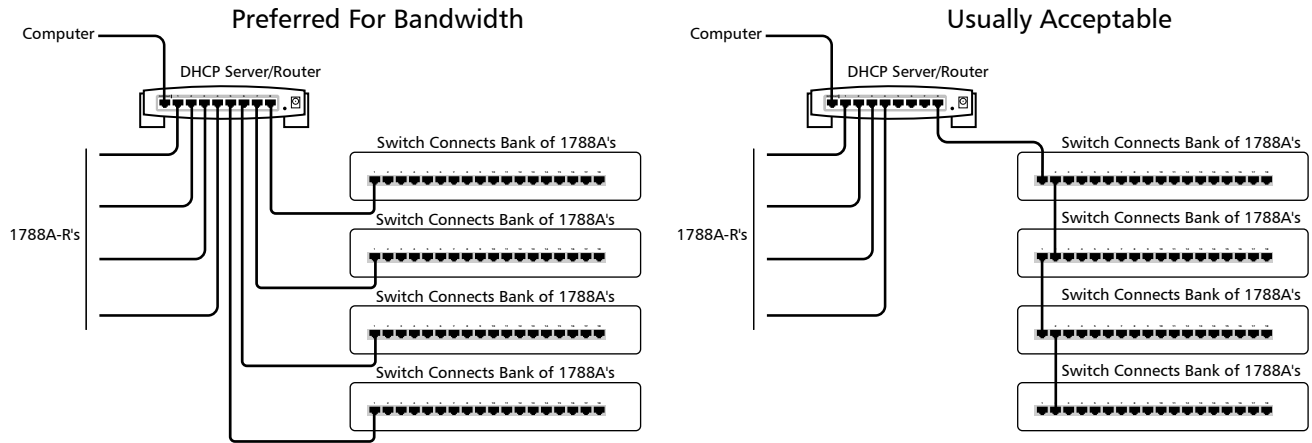 Preferred For Bandwidth
Computer
DHCP Server/Router
Switch Connects Bank of 1788A's
Switch Connects Bank of 1788A's
1788A-R's
Switch Connects Bank of 1788A's
Switch Connects Bank of 1788A's
Usually Acceptable
Computer
DHCP Server/Router
Switch Connects Bank of 1788A's
Switch Connects Bank of 1788A's
1788A-R's
Switch Connects Bank of 1788A's
Switch Connects Bank of 1788A's